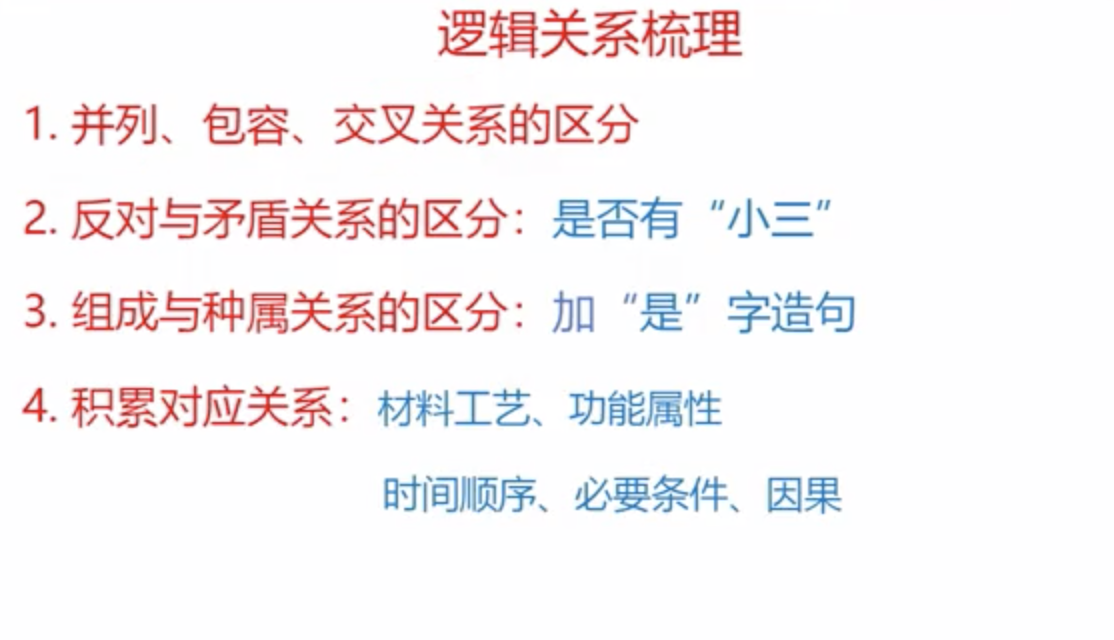 逻辑关系梳理
1. 并列、包容、交叉关系的区分
2. 反对与矛盾关系的区分：是否有“小三”
3. 组成与种属关系的区分：加“是”字造句
4. 积累对应关系：材料工艺、功能属性
时间顺序、必要条件、因果